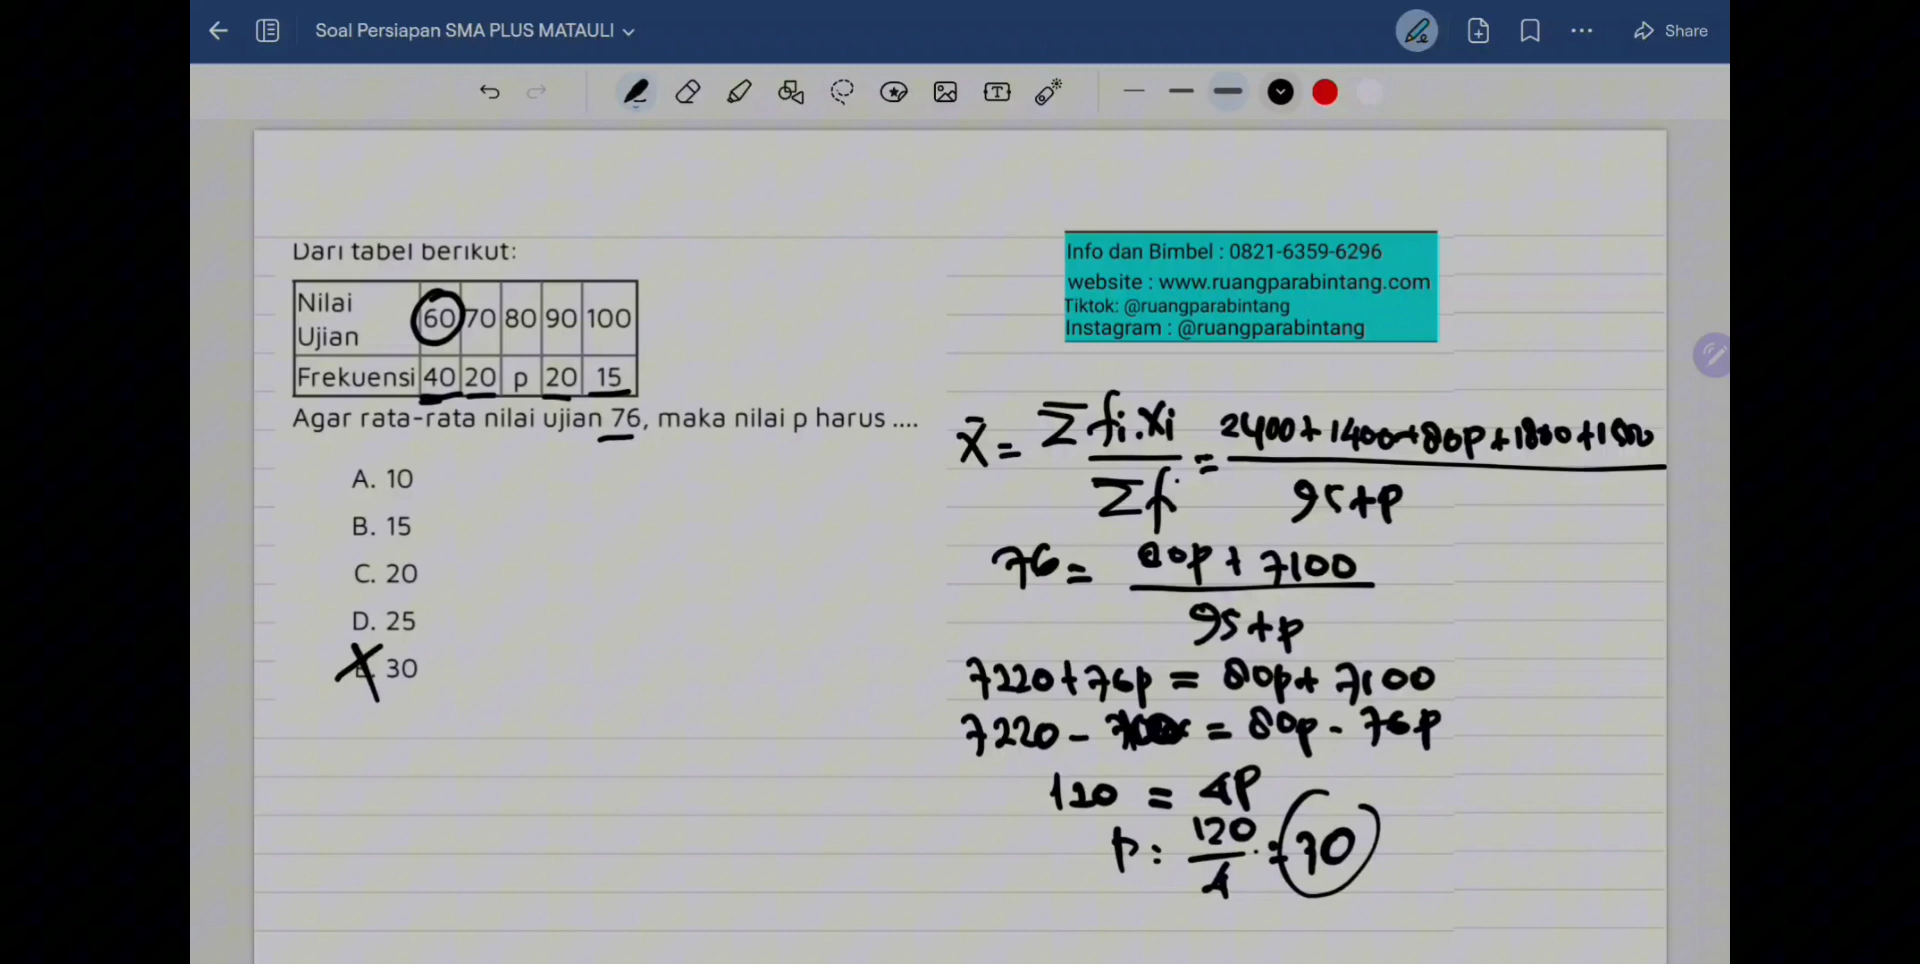 Soal Persiapan SMA PLUS MATAULI
Share
Dari tabel berikut:
Nilai Ujian 60 70 80 90 100
Frekuensi 40 20 p 20 15
Agar rata-rata nilai ujian 76, maka nilai p harus ....
A. 10
B. 15
C. 20
D. 25
E. 30
Info dan Bimbel : 0821-6359-6296
website : www.ruangparabintang.com
Tiktok: @ruangparabintang
Instagram : @ruangparabintang
x̄ = Σ fi.xi / Σ fi = 2400 + 1400 + 80p + 1800 + 1500 / 95 + p
76 = 80p + 7100 / 95 + p
7220 + 76p = 80p + 7100
7220 - 7100 = 80p - 76p
120 = 4p
p = 120 / 4 = 30